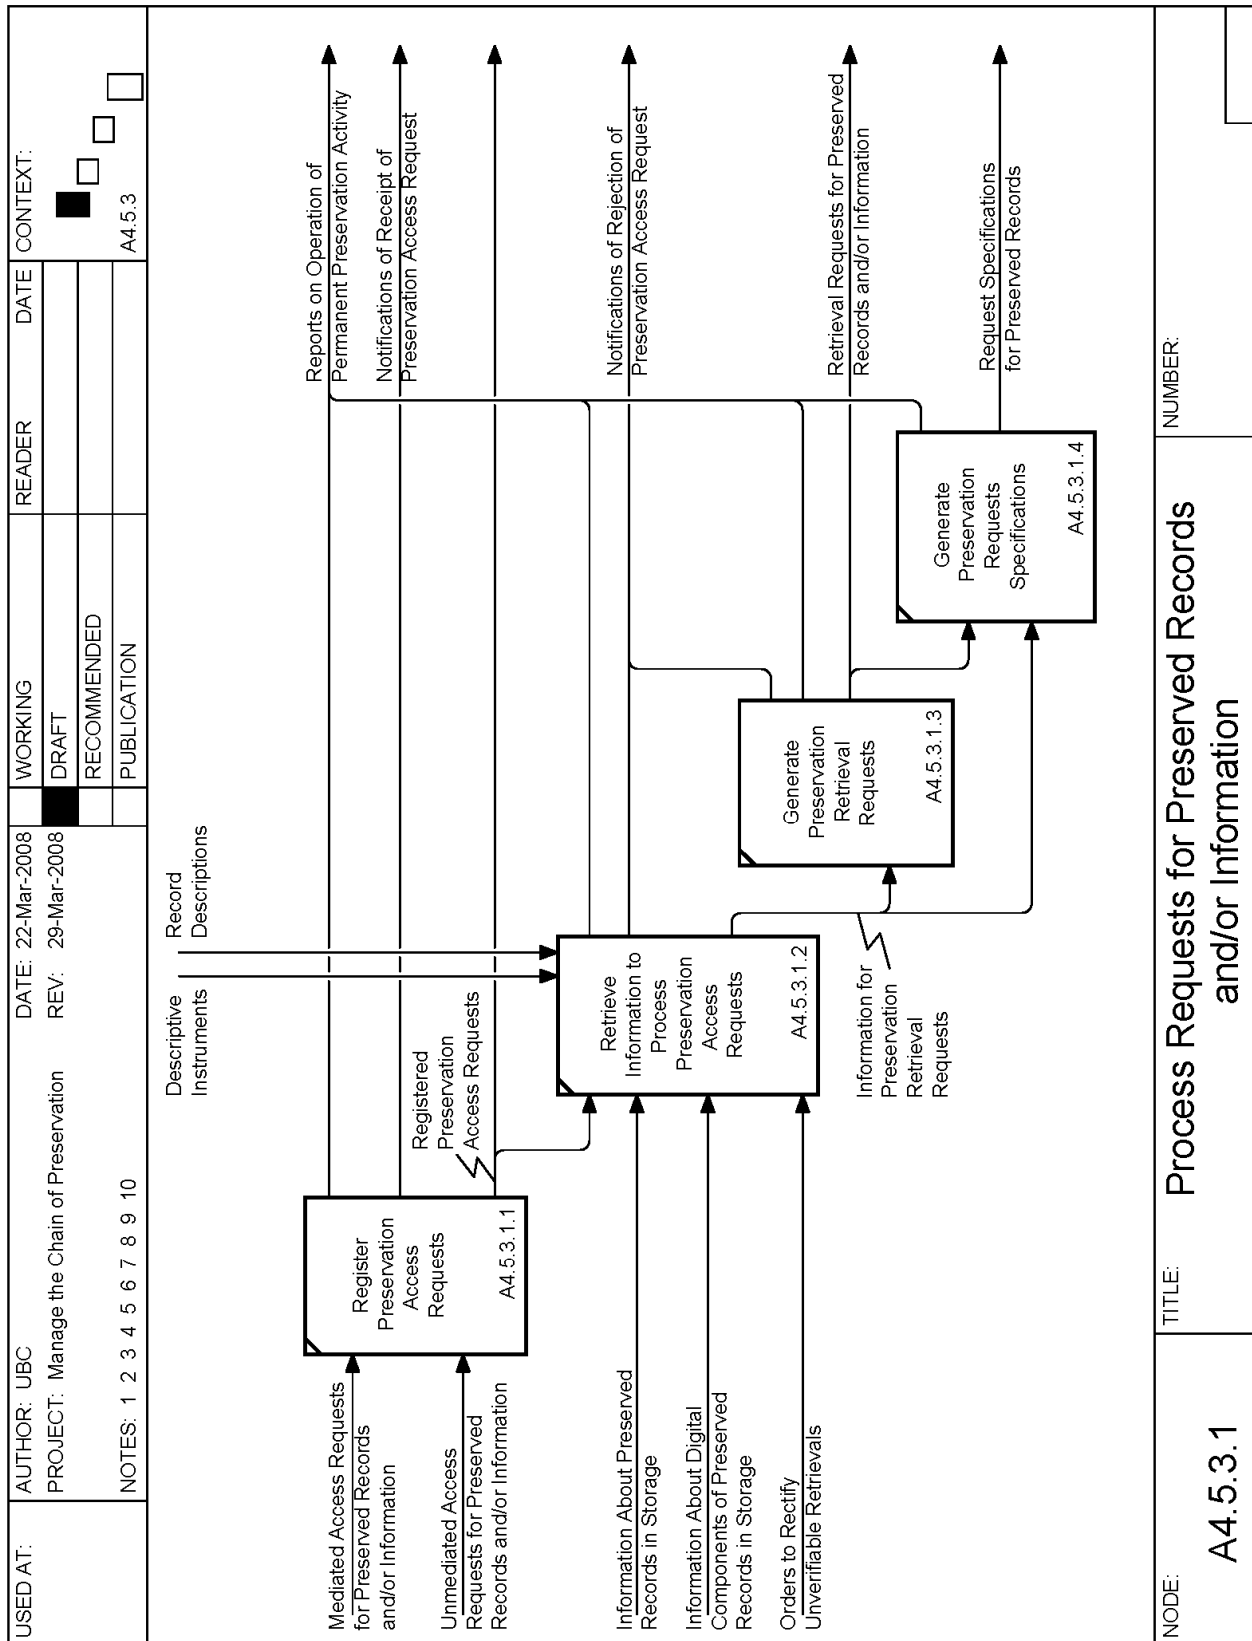 USED AT:
AUTHOR: UBC
PROJECT: Manage the Chain of Preservation
NOTES: 1 2 3 4 5 6 7 8 9 10
DATE: 22-Mar-2008
REV: 29-Mar-2008
WORKING
DRAFT
RECOMMENDED
PUBLICATION
READER
DATE
CONTEXT:
A4.5.3
Descriptive
Instruments
Record
Descriptions
Mediated Access Requests
for Preserved Records
and/or Information
Unmediated Access
Requests for Preserved
Records and/or Information
Information About Preserved
Records in Storage
Information About Digital
Components of Preserved
Records in Storage
Orders to Rectify
Unverifiable Retrievals
Register
Preservation
Access
Requests
A4.5.3.1.1
Registered
Preservation
Access Requests
Retrieve
Information to
Process
Preservation
Access
Requests
A4.5.3.1.2
Information for
Preservation
Retrieval
Requests
Generate
Preservation
Retrieval
Requests
A4.5.3.1.3
Generate
Preservation
Requests
Specifications
A4.5.3.1.4
Reports on Operation of
Permanent Preservation Activity
Notifications of Receipt of
Preservation Access Request
Notifications of Rejection of
Preservation Access Request
Retrieval Requests for Preserved
Records and/or Information
Request Specifications
for Preserved Records
NODE:
A4.5.3.1
TITLE:
Process Requests for Preserved Records
and/or Information
NUMBER: